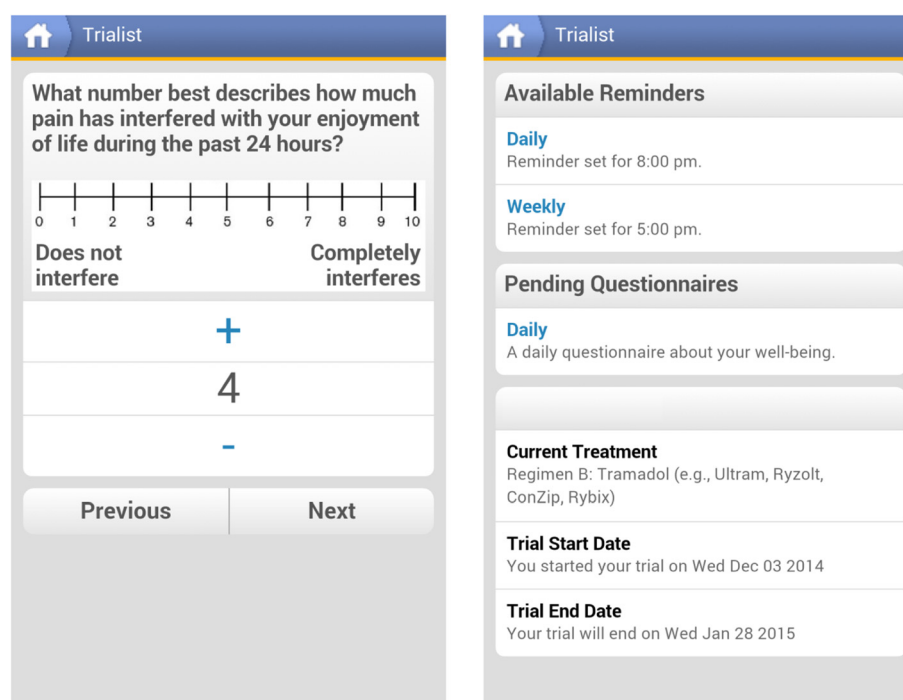 Trialist
What number best describes how much
pain has interfered with your enjoyment
of life during the past 24 hours?
0 1 2 3 4 5 6 7 8 9 10
Does not
interfere
Completely
interferes
+
4
-
Previous
Next
Trialist
Available Reminders
Daily
Reminder set for 8:00 pm.
Weekly
Reminder set for 5:00 pm.
Pending Questionnaires
Daily
A daily questionnaire about your well-being.
Current Treatment
Regimen B: Tramadol (e.g., Ultram, Ryzolt,
ConZip, Rybix)
Trial Start Date
You started your trial on Wed Dec 03 2014
Trial End Date
Your trial will end on Wed Jan 28 2015